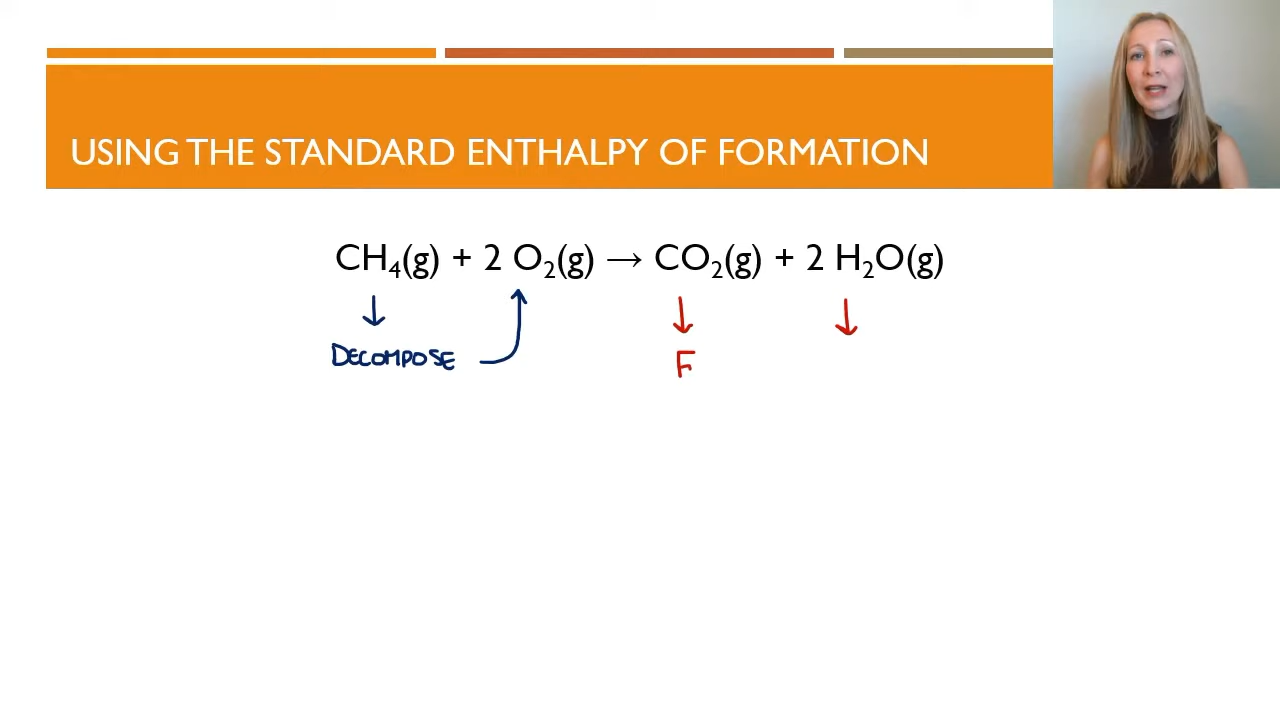 USING THE STANDARD ENTHALPY OF FORMATION
CH₄(g) + 2 O₂(g) → CO₂(g) + 2 H₂O(g)
DECOMPOSE
F